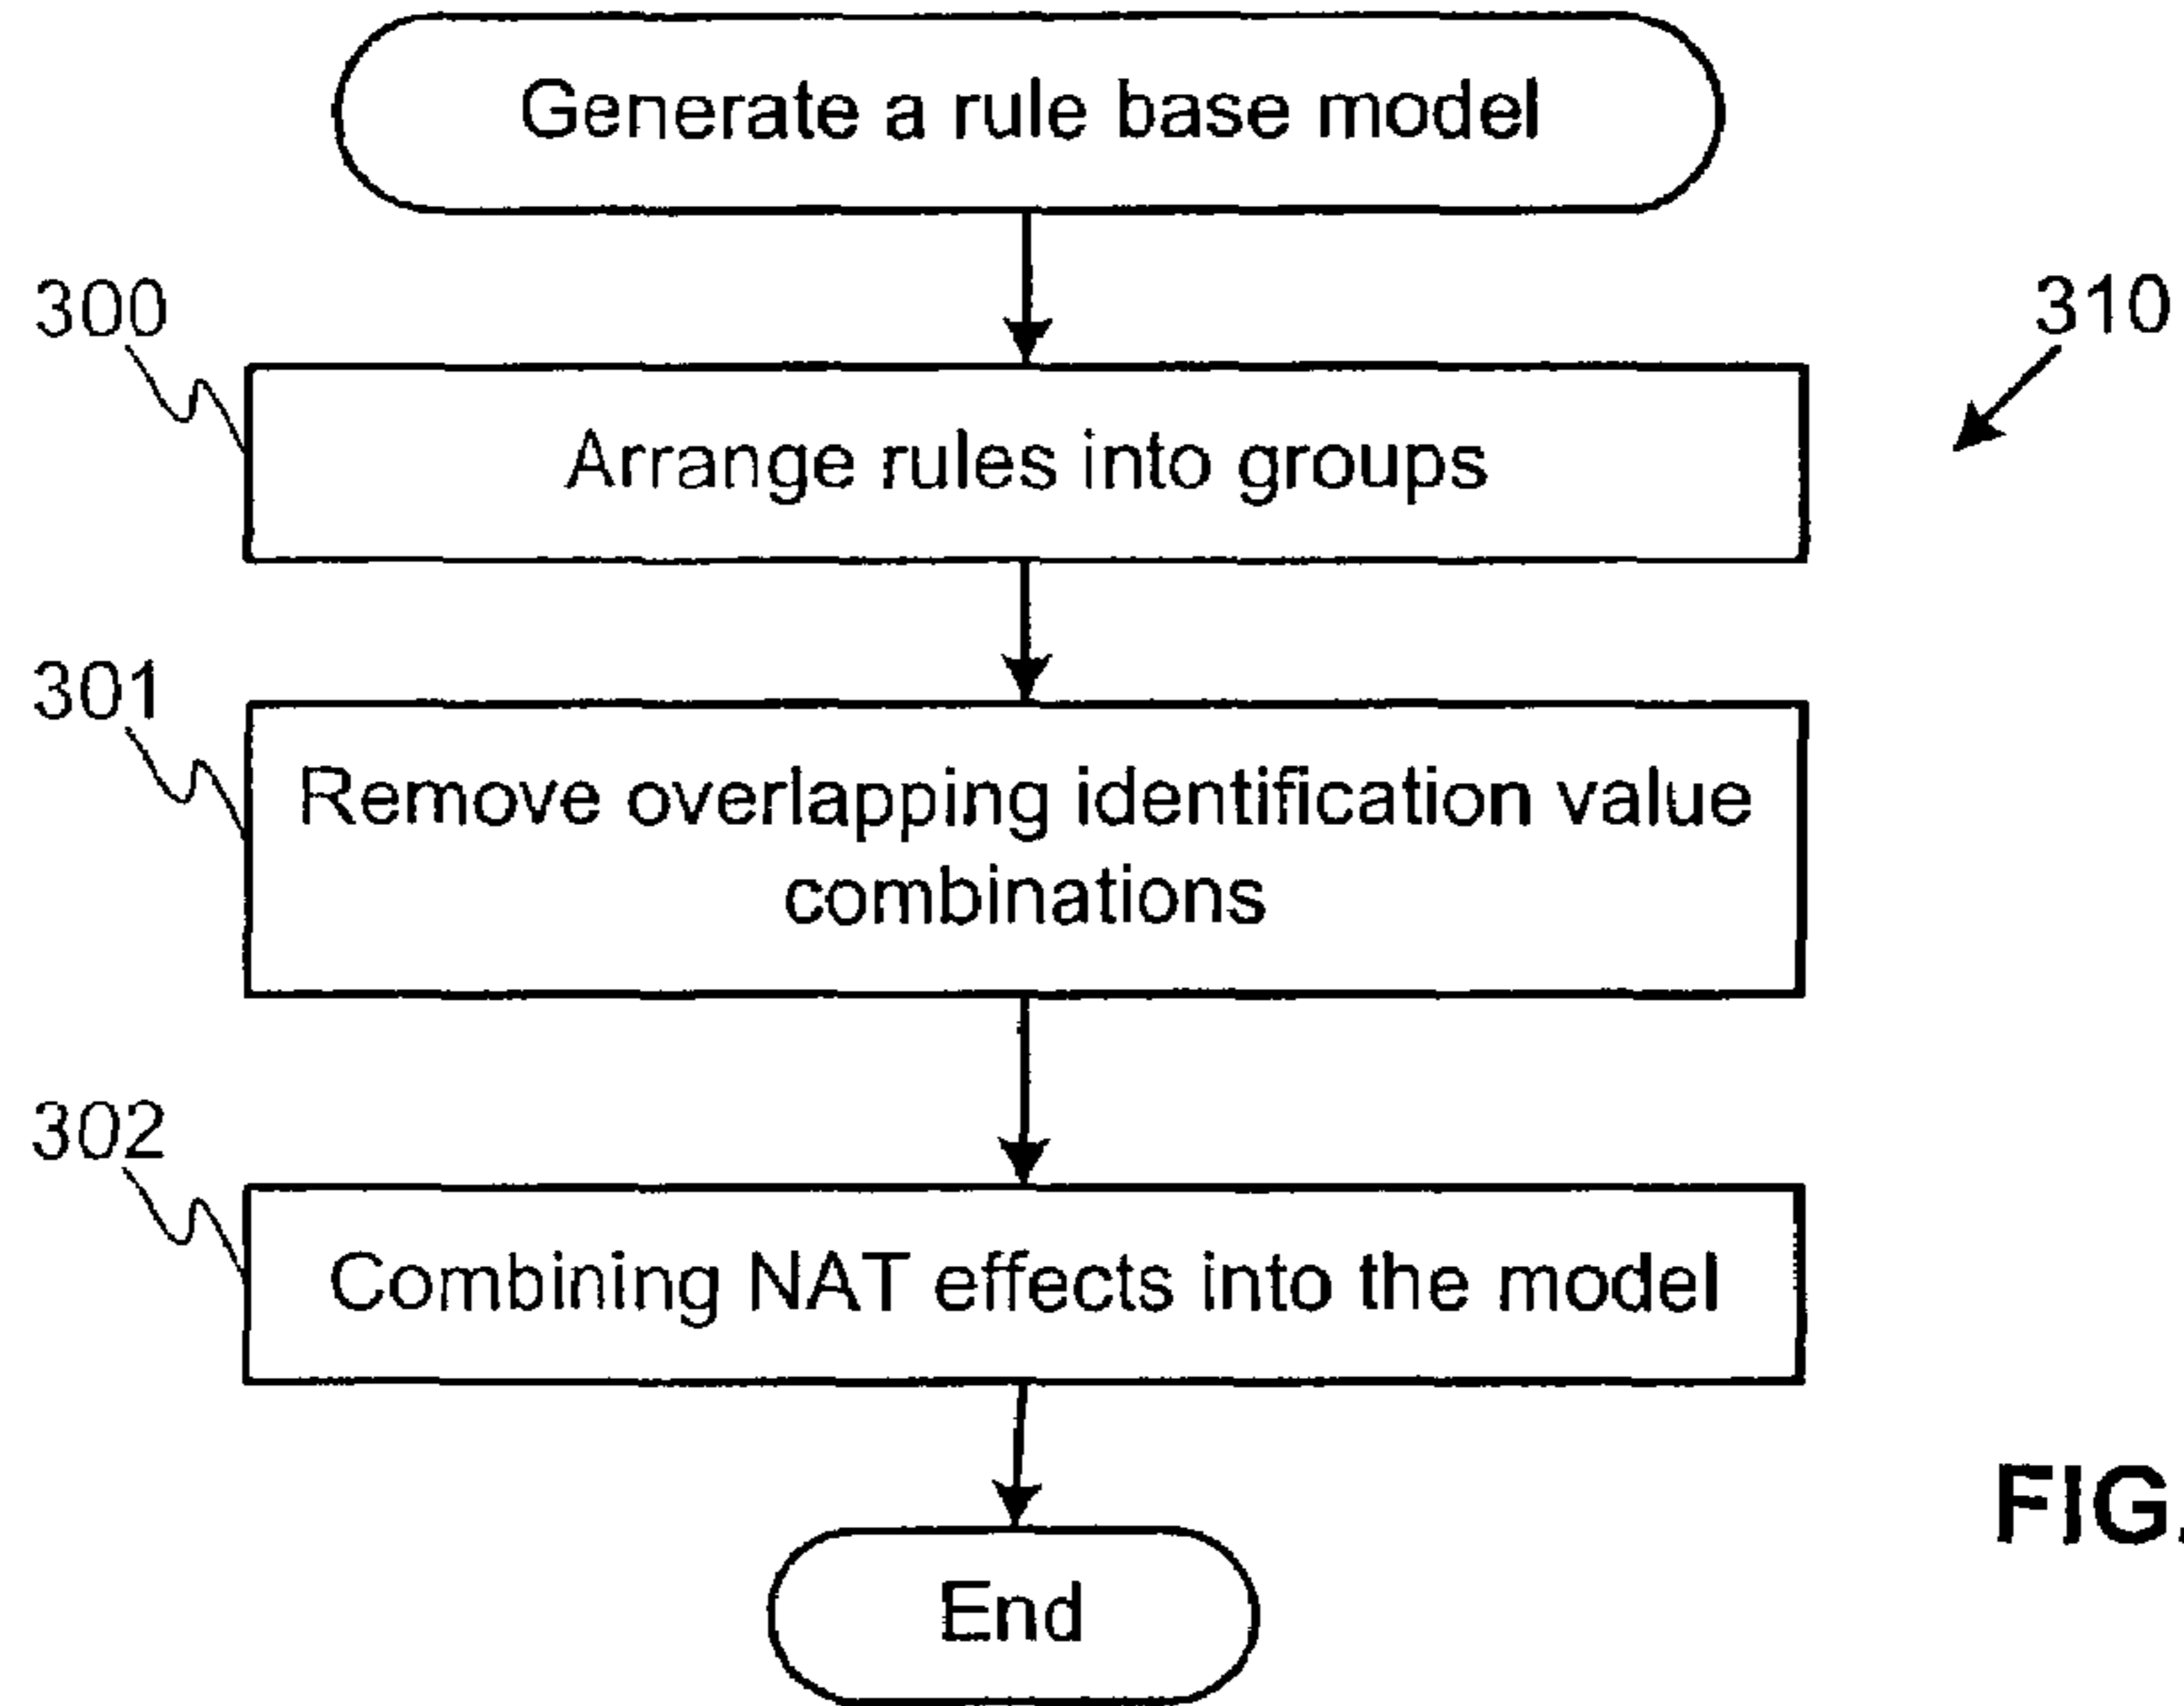 Generate a rule base model
300
310
Arrange rules into groups
301
Remove overlapping identification value
combinations
302
Combining NAT effects into the model
FIG.
End